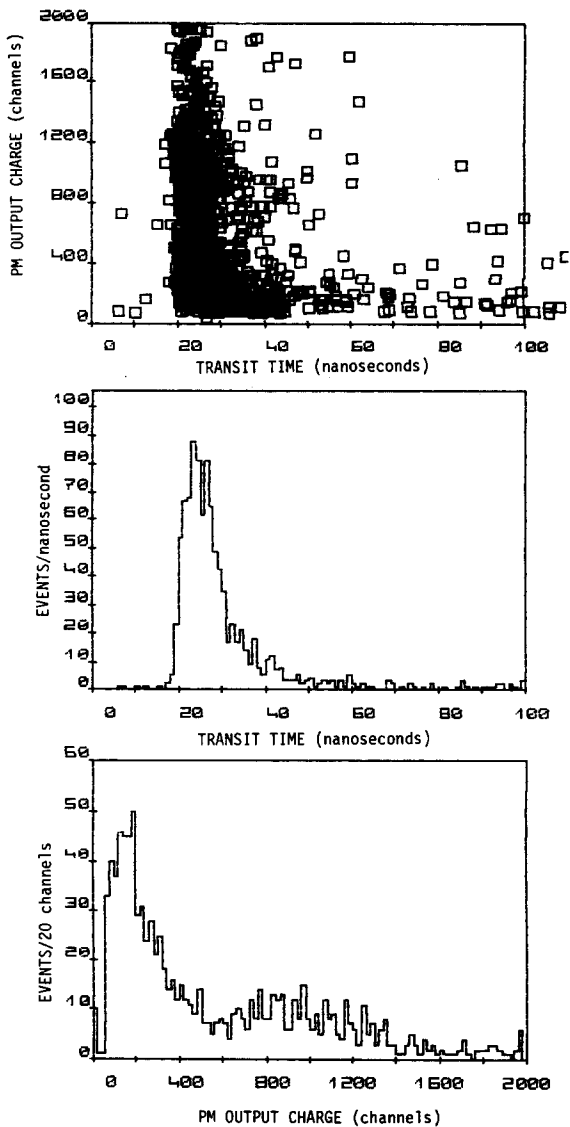 2000
1600
1200
800
400
0
PM OUTPUT CHARGE (channels)
0 20 40 60 80 100
TRANSIT TIME (nanoseconds)
100
90
80
70
60
50
40
30
20
10
0
EVENTS/nanosecond
0 20 40 60 80 100
TRANSIT TIME (nanoseconds)
60
50
40
30
20
10
0
EVENTS/20 channels
0 400 800 1200 1600 2000
PM OUTPUT CHARGE (channels)